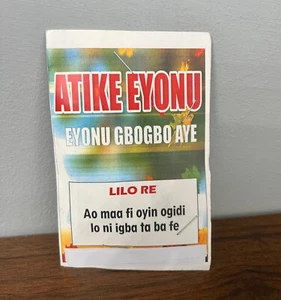 ATIKE EYONU
EYONU GBOGBO AYE
LILO RE
Ao maa fi oyin ogidi
lo ni igba ta ba fe